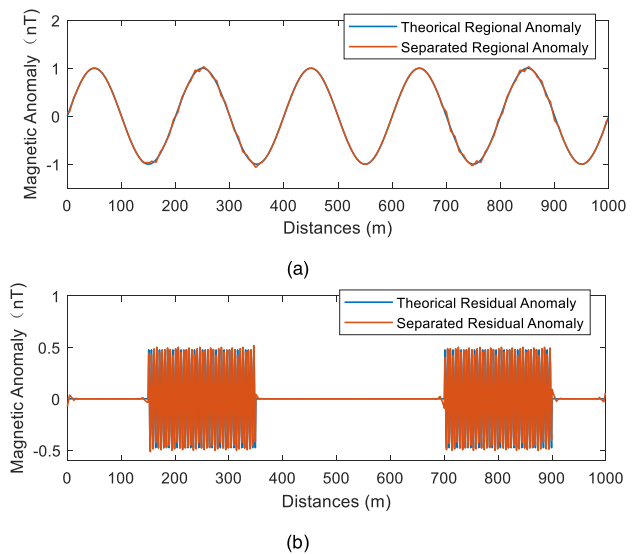 2
1
0
-1
Magnetic Anomaly（nT)
Theorical Regional Anomaly
Separated Regional Anomaly
0 100 200 300 400 500 600 700 800 900 1000
Distances (m)
(a)
1
0.5
0
-0.5
Magnetic Anomaly（nT)
Theorical Residual Anomaly
Separated Residual Anomaly
0 100 200 300 400 500 600 700 800 900 1000
Distances (m)
(b)